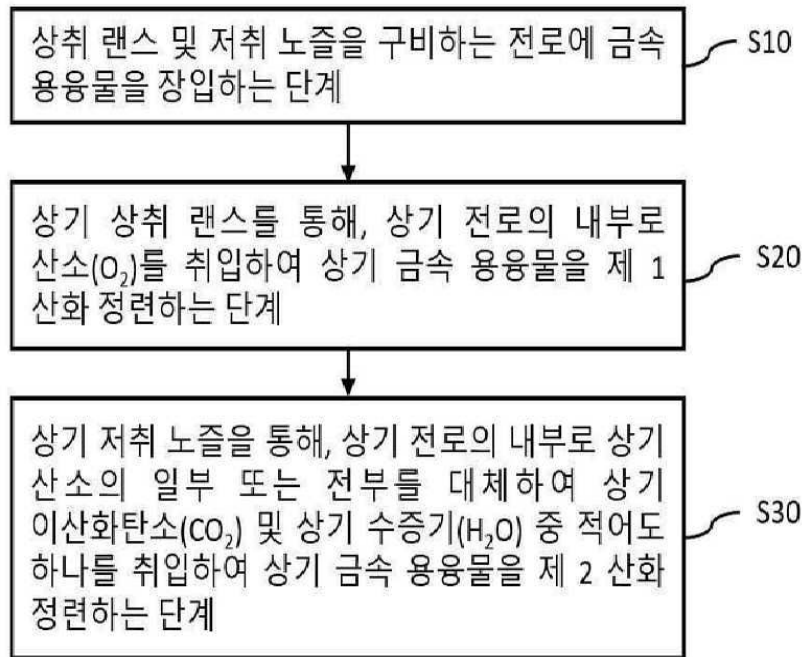 상취 랜스 및 저취 노즐을 구비하는 전로에 금속
용융물을 장입하는 단계
S10
상기 상취 랜스를 통해, 상기 전로의 내부로
산소(O₂)를 취입하여 상기 금속 용융물을 제 1
산화 정련하는 단계
S20
상기 저취 노즐을 통해, 상기 전로의 내부로 상기
산소의 일부 또는 전부를 대체하여 상기
이산화탄소(CO₂) 및 상기 수증기(H₂O) 중 적어도
하나를 취입하여 상기 금속 용융물을 제 2 산화
정련하는 단계
S30